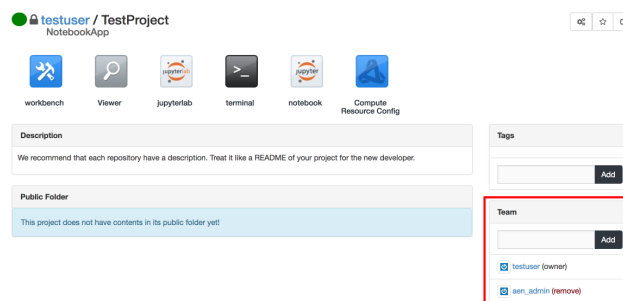 testuser / TestProject
NotebookApp
jupyterlab
>_
jupyter
workbench
Viewer
jupyterlab
terminal
notebook
Compute
Resource Config
Description
We recommend that each repository have a description. Treat it like a README of your project for the new developer.
Public Folder
This project does not have contents in its public folder yet!
Tags
Add
Team
Add
testuser (owner)
aen_admin (remove)